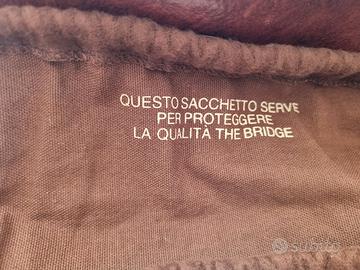 QUESTO SACCHETTO SERVE
PER PROTEGGERE
LA QUALITÀ THE BRIDGE
subito